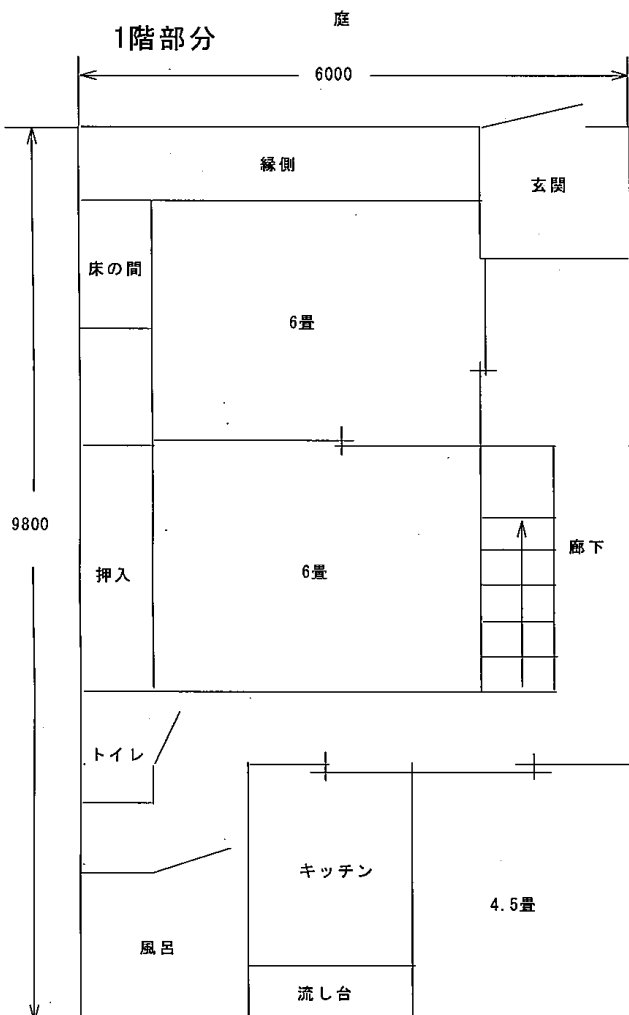 庭
1階部分
6000
縁側
玄関
床の間
6畳
9800
押入
6畳
廊下
トイレ
キッチン
4.5畳
風呂
流し台